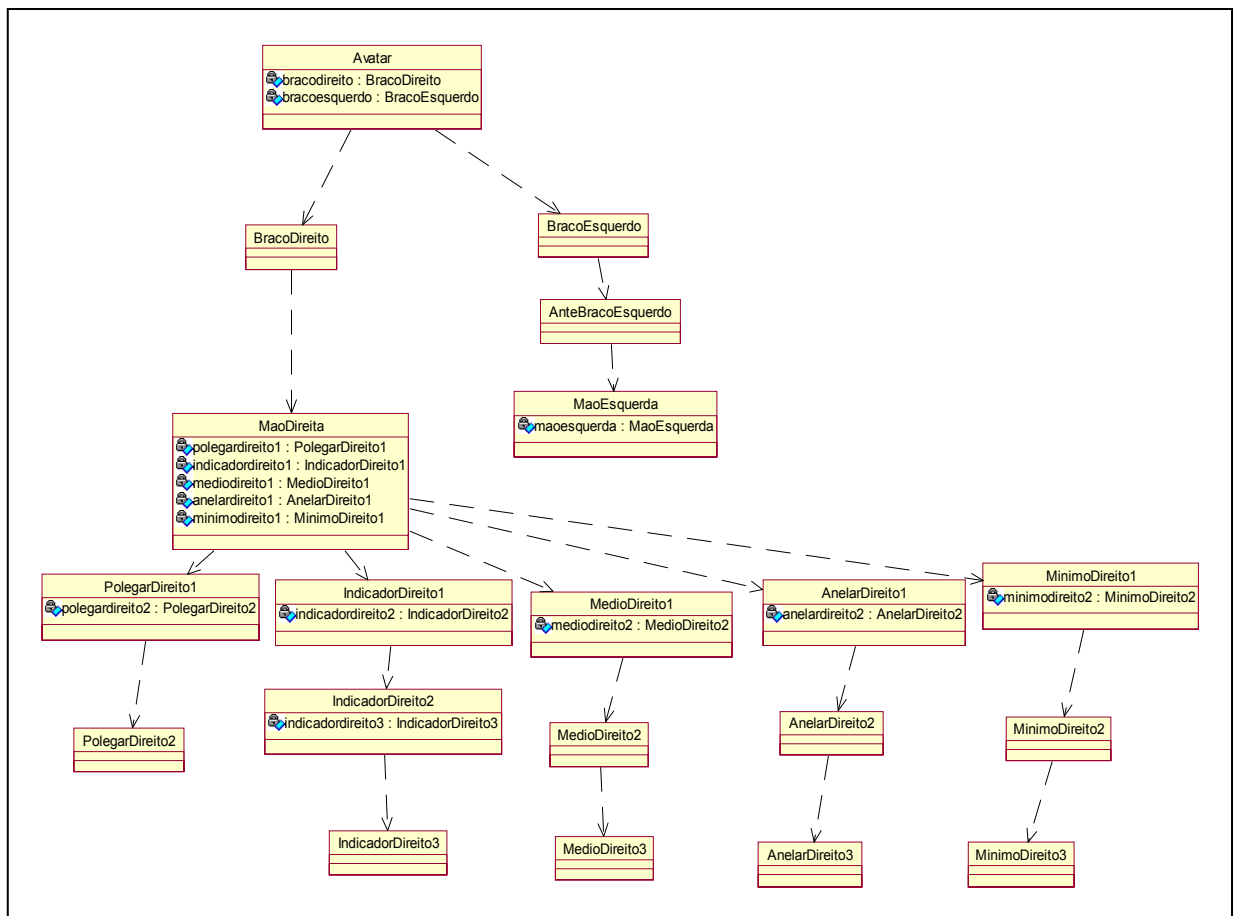 Avatar
bracodireito : BracoDireito
bracoesquerdo : BracoEsquerdo
BracoDireito
BracoEsquerdo
AnteBracoEsquerdo
MaoEsquerda
maoesquerda : MaoEsquerda
MaoDireita
polegardireito1 : PolegarDireito1
indicadordireito1 : IndicadorDireito1
mediodireito1 : MedioDireito1
anelardireito1 : AnelarDireito1
minimodireito1 : MinimoDireito1
PolegarDireito1
polegardireito2 : PolegarDireito2
IndicadorDireito1
indicadordireito2 : IndicadorDireito2
MedioDireito1
mediodireito2 : MedioDireito2
AnelarDireito1
anelardireito2 : AnelarDireito2
MinimoDireito1
minimodireito2 : MinimoDireito2
PolegarDireito2
IndicadorDireito2
indicadordireito3 : IndicadorDireito3
MedioDireito2
AnelarDireito2
MinimoDireito2
IndicadorDireito3
MedioDireito3
AnelarDireito3
MinimoDireito3